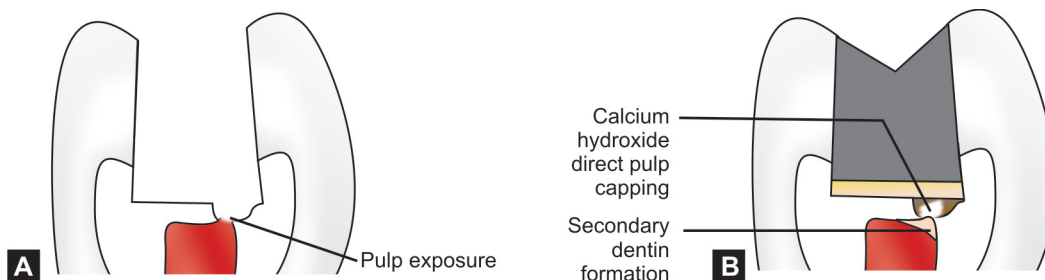 A
Pulp exposure
Calcium
hydroxide
direct pulp
capping
Secondary
dentin
formation
B